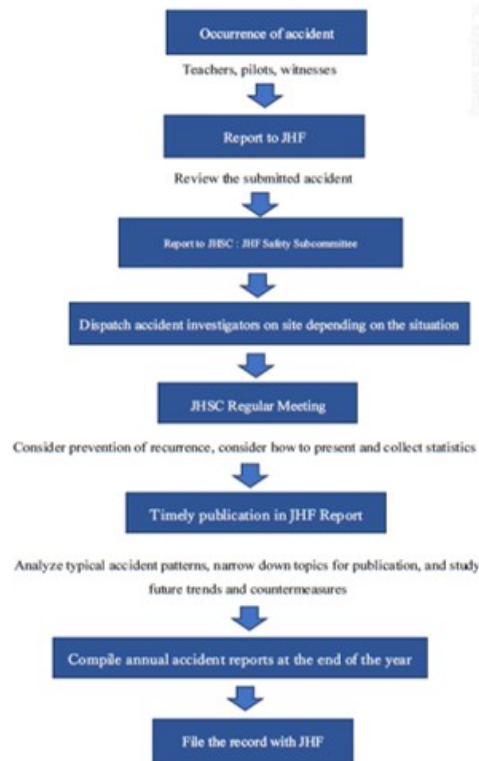 Occurrence of accident
Teachers, pilots, witnesses
Report to JHF
Review the submitted accident
Report to JHSC : JHF Safety Subcommittee
Dispatch accident investigators on site depending on the situation
JHSC Regular Meeting
Consider prevention of recurrence, consider how to present and collect statistics
Timely publication in JHF Report
Analyze typical accident patterns, narrow down topics for publication, and study
future trends and countermeasures
Compile annual accident reports at the end of the year
File the record with JHF